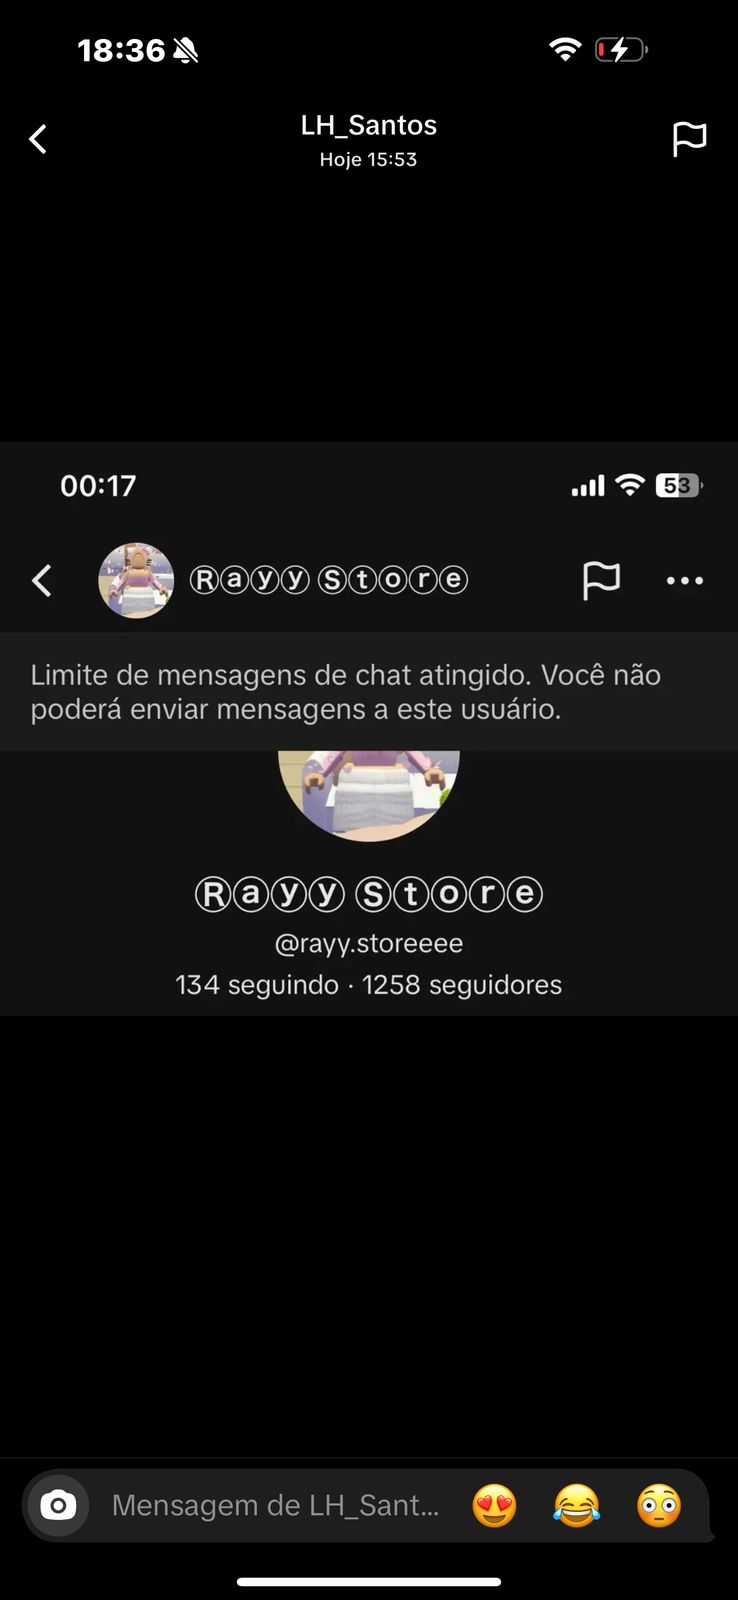 18:36
LH_Santos
Hoje 15:53
00:17
53
Ⓡⓐⓨⓨ Ⓢⓣⓞⓡⓔ
Limite de mensagens de chat atingido. Você não
poderá enviar mensagens a este usuário.
Ⓡⓐⓨⓨ Ⓢⓣⓞⓡⓔ
@rayy.storeeee
134 seguindo · 1258 seguidores
Mensagem de LH_Sant...